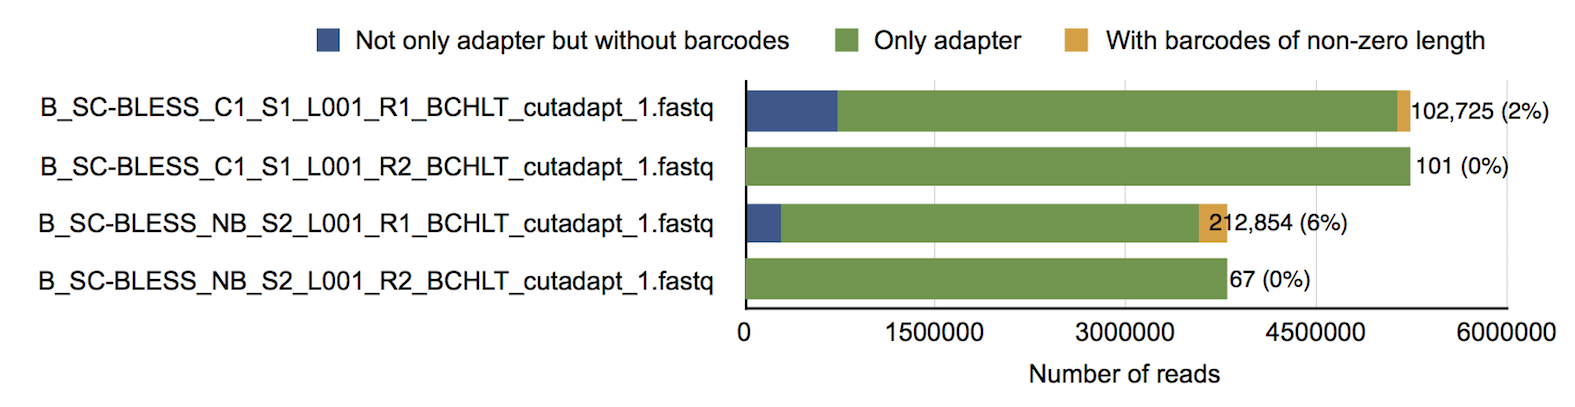 Not only adapter but without barcodes Only adapter With barcodes of non-zero length
B_SC-BLESS_C1_S1_L001_R1_BCHLT_cutadapt_1.fastq 102,725 (2%)
B_SC-BLESS_C1_S1_L001_R2_BCHLT_cutadapt_1.fastq 101 (0%)
B_SC-BLESS_NB_S2_L001_R1_BCHLT_cutadapt_1.fastq 212,854 (6%)
B_SC-BLESS_NB_S2_L001_R2_BCHLT_cutadapt_1.fastq 67 (0%)
0 1500000 3000000 4500000 6000000
Number of reads